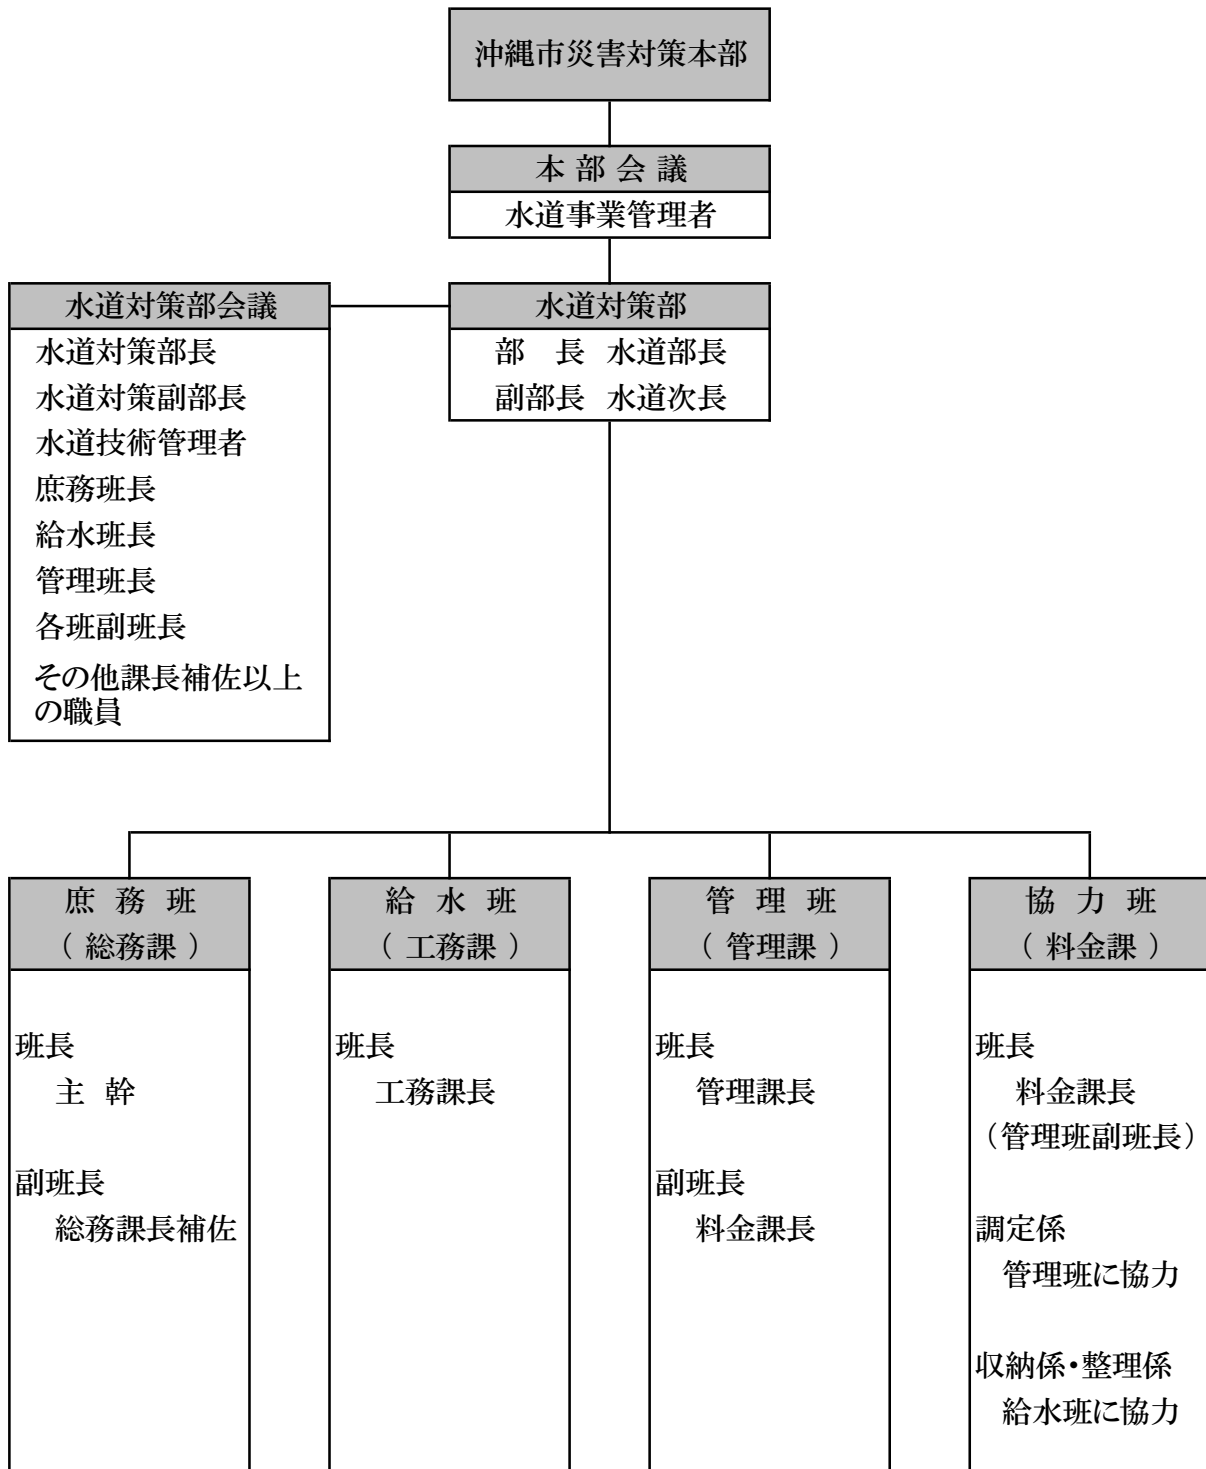 沖縄市災害対策本部
本部会議
水道事業管理者
水道対策部会議
水道対策部長
水道対策副部長
水道技術管理者
庶務班長
給水班長
管理班長
各班副班長
その他課長補佐以上
の職員
水道対策部
部　長 水道部長
副部長 水道次長
庶務班
（総務課）
班長
主幹
副班長
総務課長補佐
給水班
（工務課）
班長
工務課長
管理班
（管理課）
班長
管理課長
副班長
料金課長
協力班
（料金課）
班長
料金課長
（管理班副班長）
調定係
管理班に協力
収納係・整理係
給水班に協力